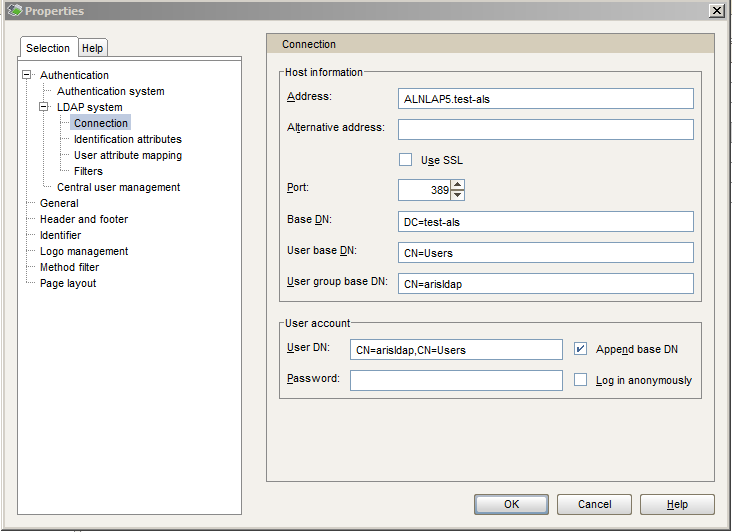 Properties
Selection Help
Authentication
Authentication system
LDAP system
Connection
Identification attributes
User attribute mapping
Filters
Central user management
General
Header and footer
Identifier
Logo management
Method filter
Page layout
Connection
Host information
Address: ALNLAP5.test-als
Alternative address:
Use SSL
Port: 389
Base DN: DC=test-als
User base DN: CN=Users
User group base DN: CN=arisldap
User account
User DN: CN=arisldap,CN=Users Append base DN
Password: Log in anonymously
OK Cancel Help